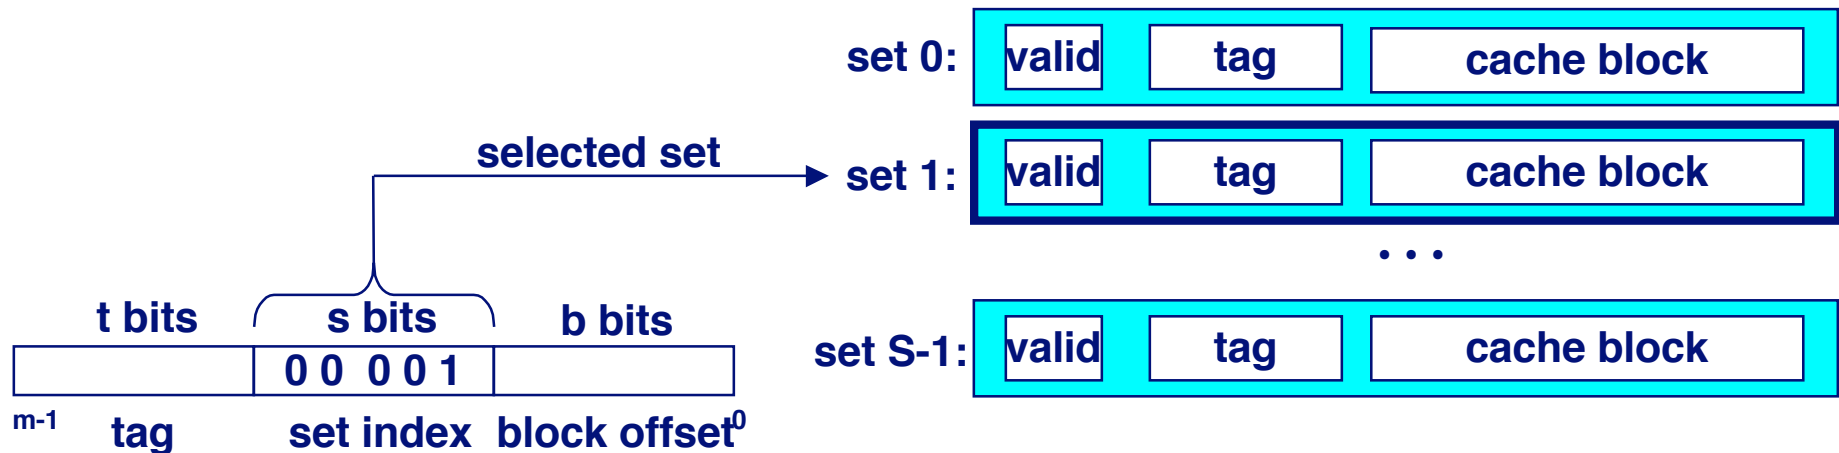 set 0: valid tag cache block
selected set
set 1: valid tag cache block
• • •
t bits s bits b bits
0 0 0 0 1
set S-1: valid tag cache block
m-1 tag set index block offset 0